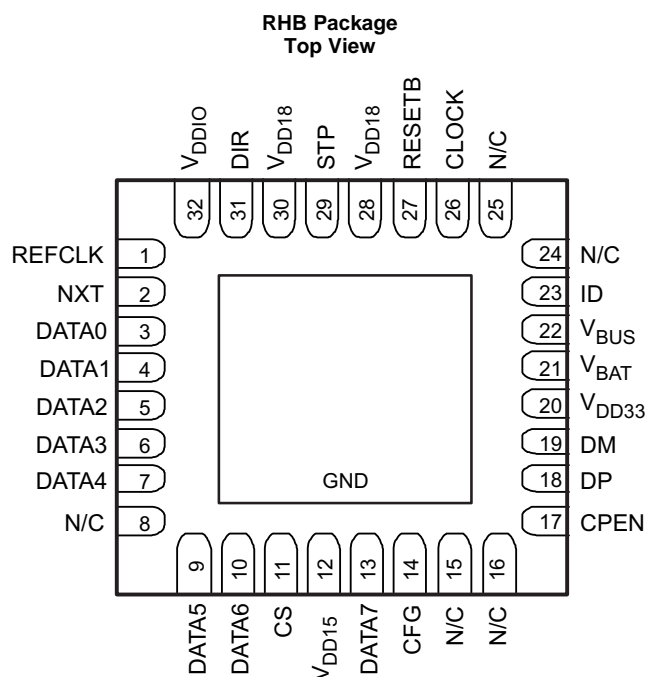 RHB Package
Top View
VDDIO
DIR
VDD18
STP
VDD18
RESETB
CLOCK
N/C
32
31
30
29
28
27
26
25
REFCLK 1
NXT 2
DATA0 3
DATA1 4
DATA2 5
DATA3 6
DATA4 7
N/C 8
24 N/C
23 ID
22 VBUS
21 VBAT
20 VDD33
19 DM
18 DP
17 CPEN
GND
9
10
11
12
13
14
15
16
DATA5
DATA6
CS
VDD15
DATA7
CFG
N/C
N/C